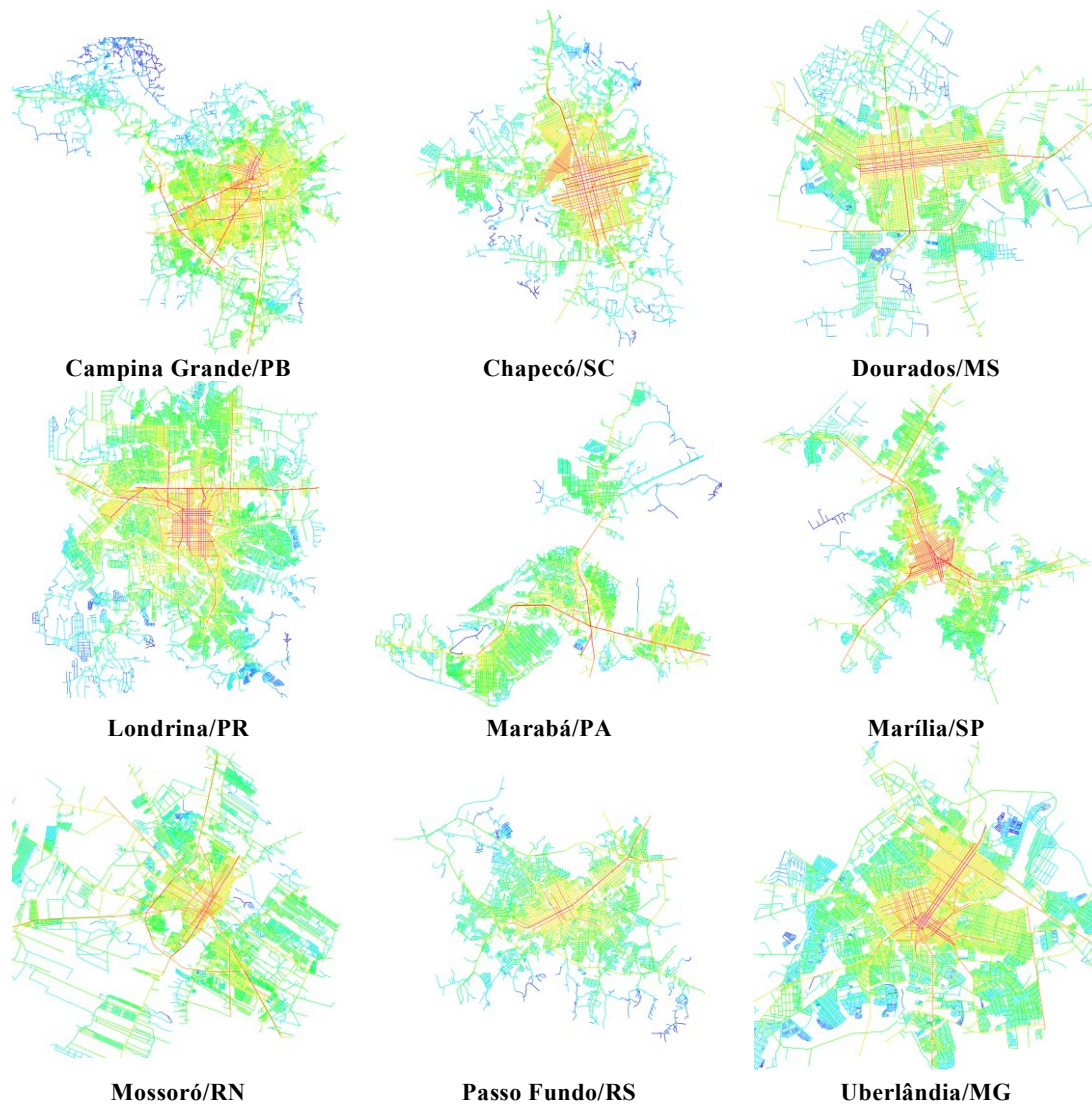 Campina Grande/PB
Chapecó/SC
Dourados/MS
Londrina/PR
Marabá/PA
Marília/SP
Mossoró/RN
Passo Fundo/RS
Uberlândia/MG